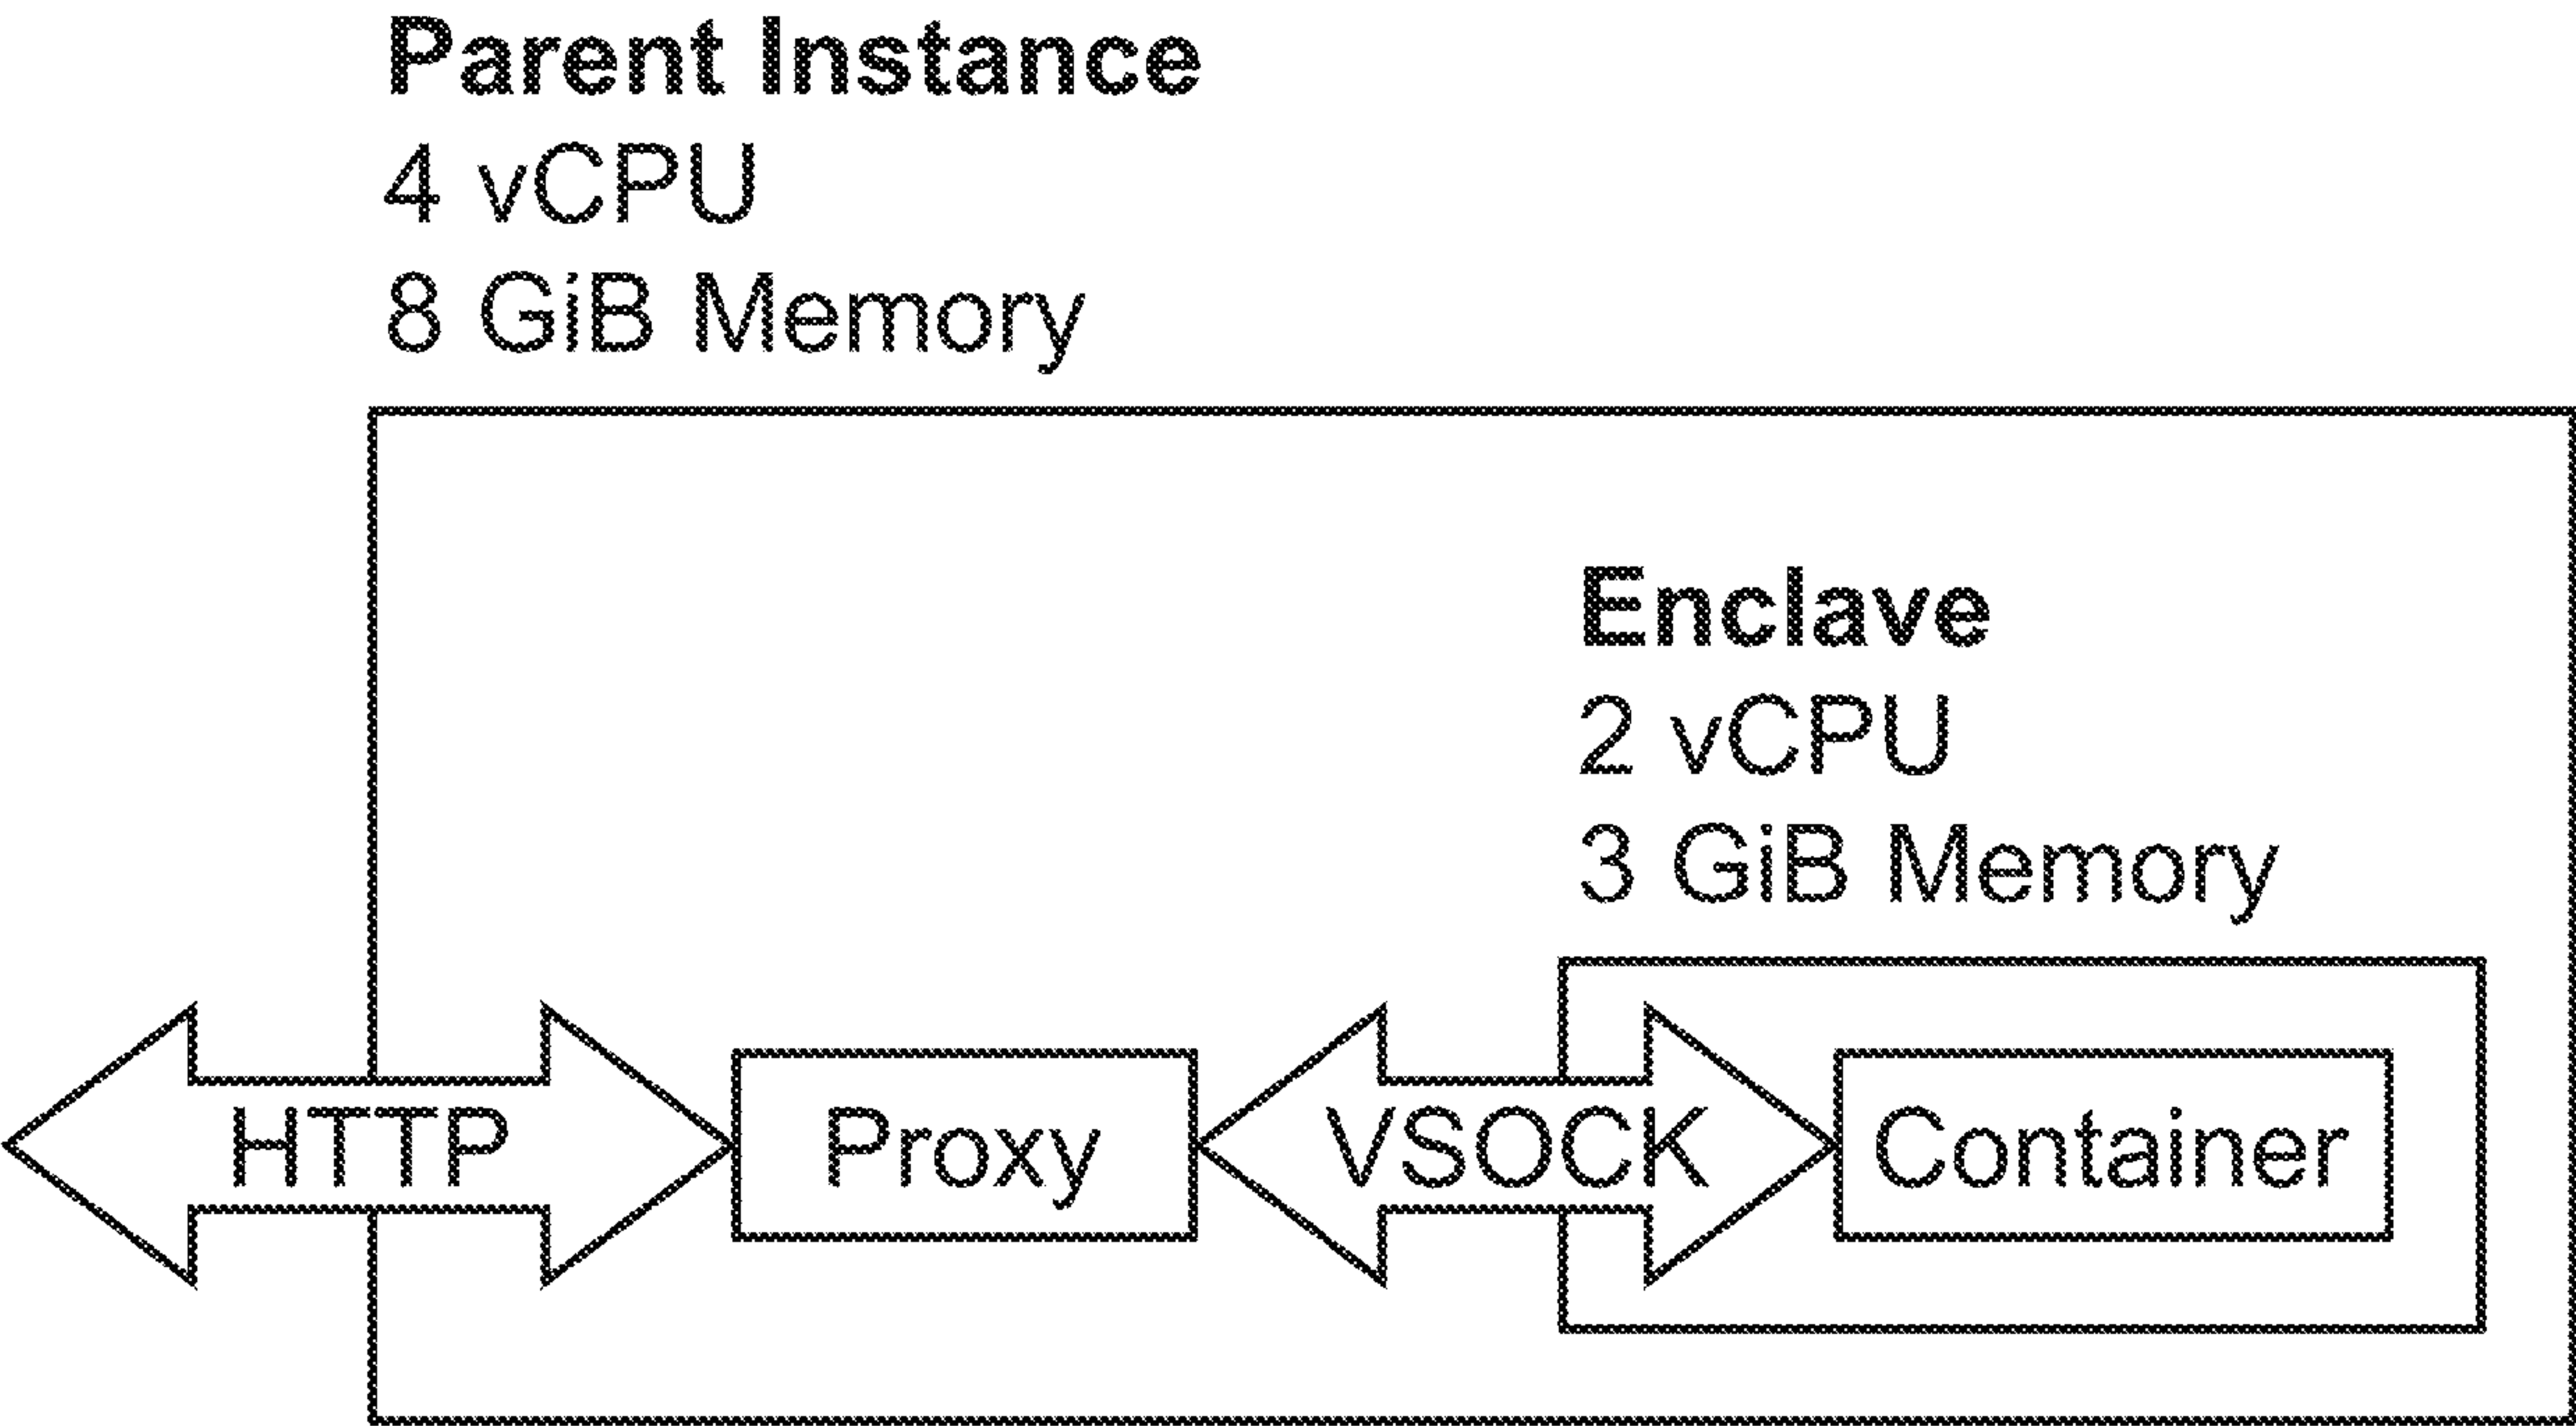 Parent Instance
4 vCPU
8 GiB Memory
Enclave
2 vCPU
3 GiB Memory
HTTP
Proxy
VSOCK
Container